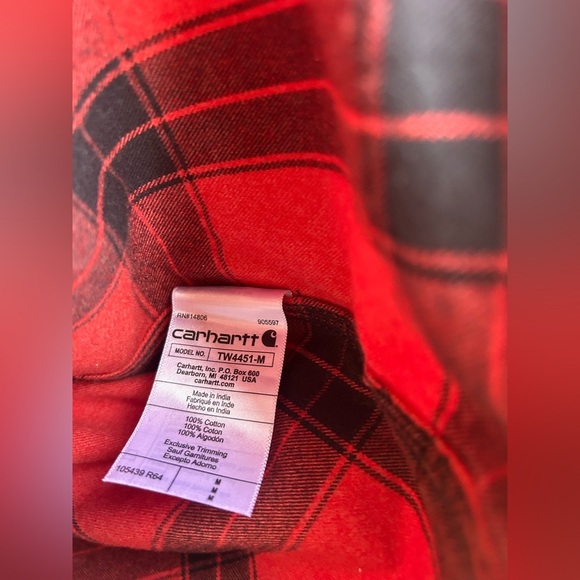 RN#14806 905597
carhartt
MODEL NO. TW4451-M
Carhartt, Inc. P.O. Box 600
Dearborn, MI 48121 USA
carhartt.com
Made in India
Fabriqué en Inde
Hecho en India
100% Cotton
100% Coton
100% Algodón
Exclusive Trimming
Sauf Garnitures
Excepto Adorno
105439 R64
M
M
M